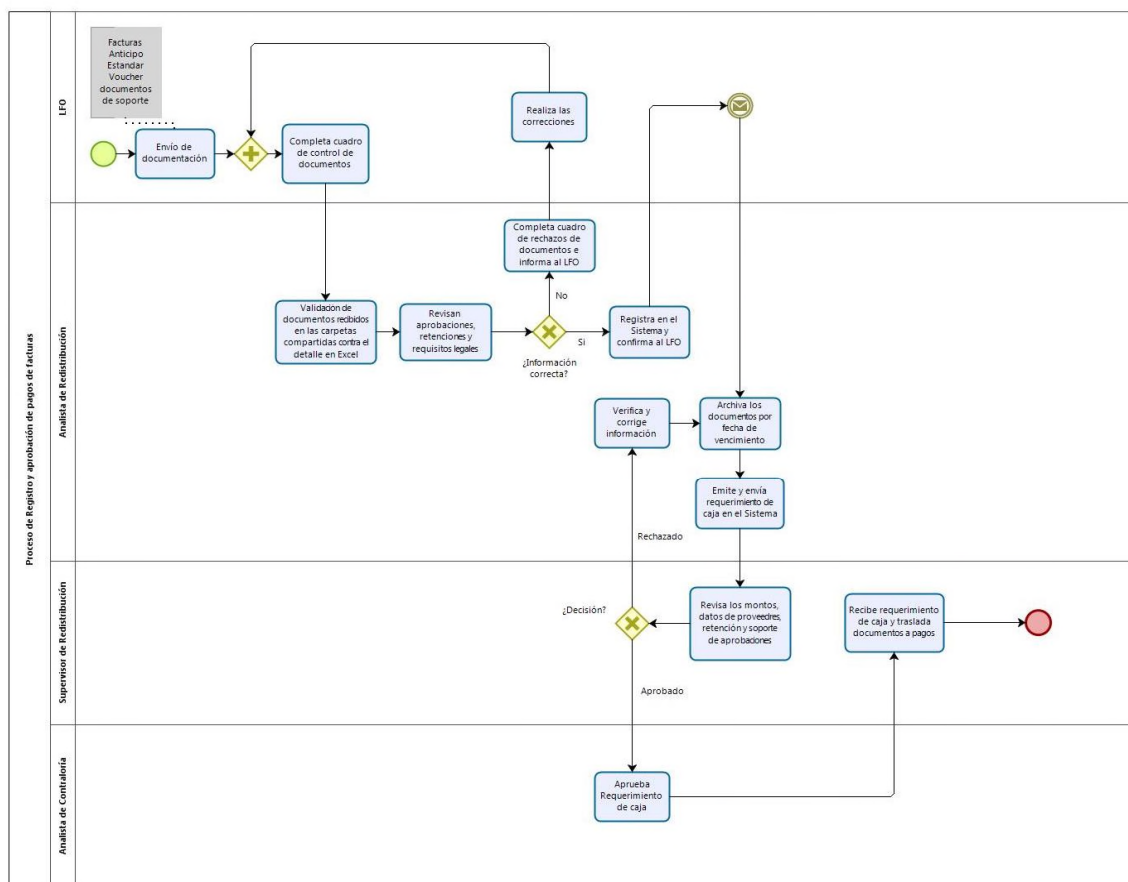 Proceso de Registro y aprobación de pagos de facturas
LFO
Facturas
Anticipo
Estándar
Voucher
documentos
de soporte
Envío de
documentación
Completa cuadro
de control de
documentos
Realiza las
correcciones
Analista de Redistribución
Completa cuadro
de rechazos de
documentos e
informa al LFO
No
Validación de
documentos recibidos
en las carpetas
compartidas contra el
detalle en Excel
Revisan
aprobaciones,
retenciones y
requisitos legales
¿Información
correcta?
Si
Registra en el
Sistema y
confirma al LFO
Verifica y
corrige
información
Archiva los
documentos por
fecha de
vencimiento
Emite y envía
requerimiento de
caja en el Sistema
Rechazado
Supervisor de Redistribución
¿Decisión?
Revisa los montos,
datos de proveedres,
retención y soporte
de aprobaciones
Recibe requerimiento
de caja y traslada
documentos a pagos
Aprobado
Analista de Contraloría
Aprueba
Requerimiento
de caja